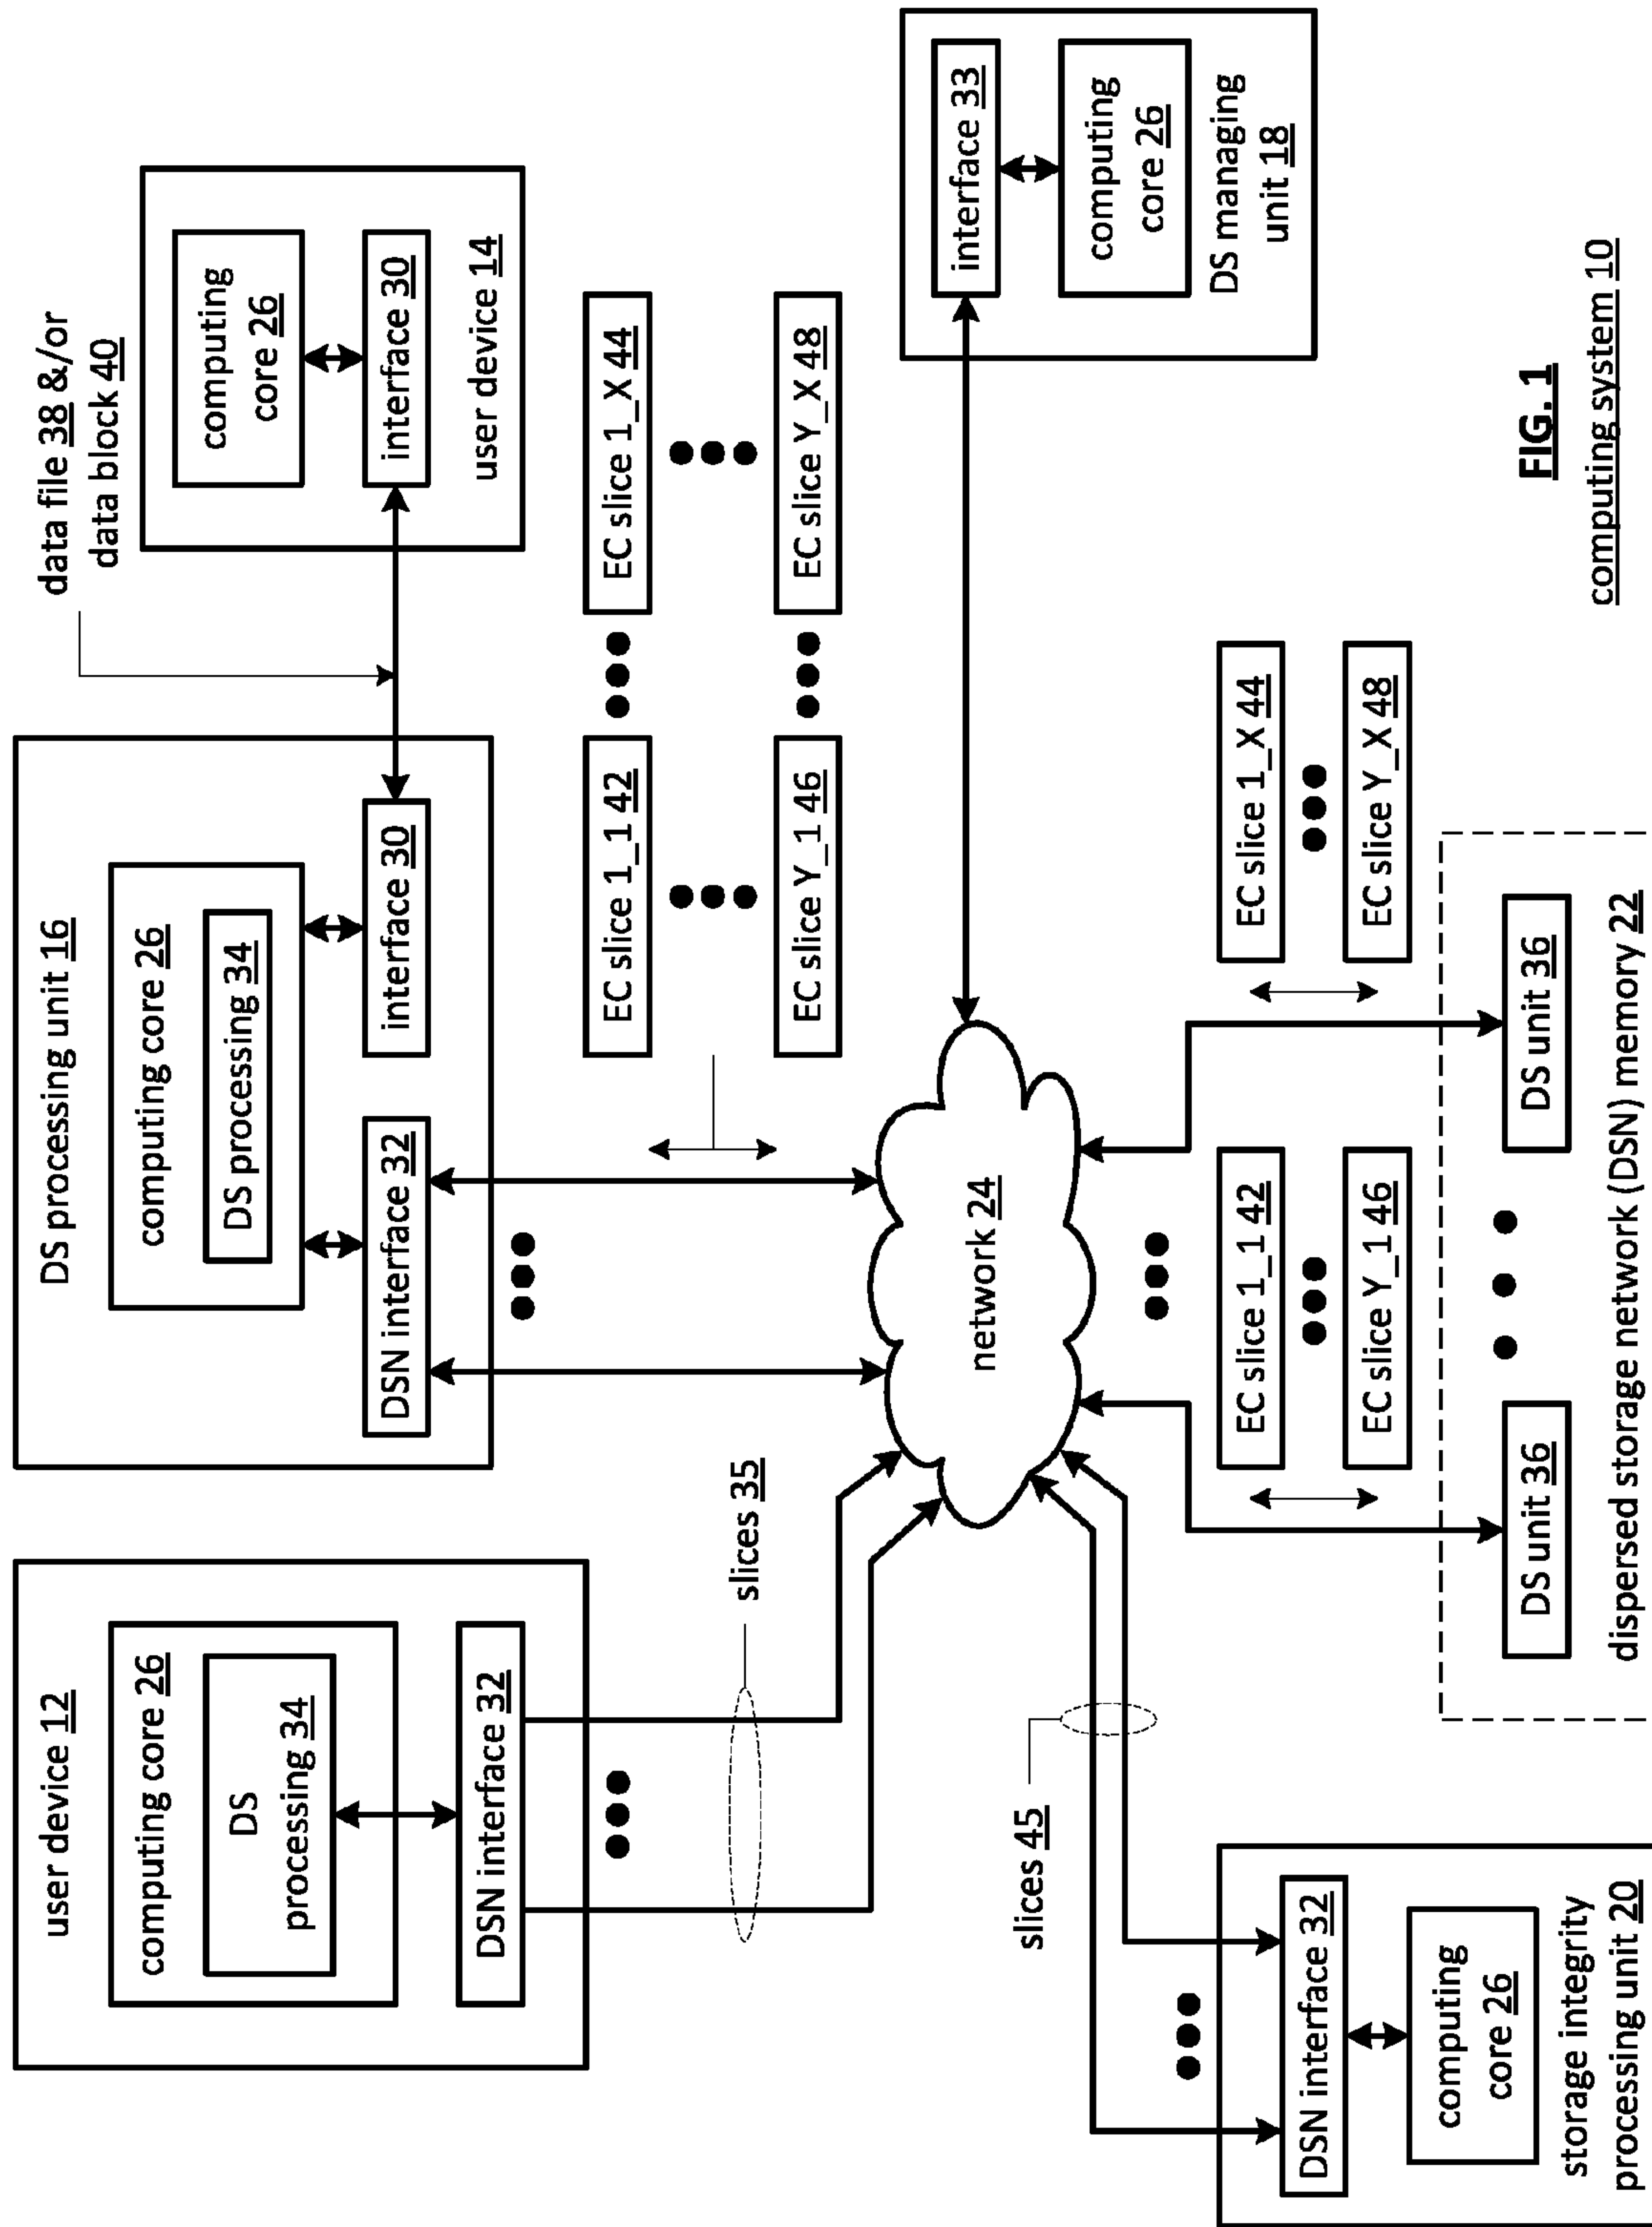 user device 12
computing core 26
DS
processing 34
DSN interface 32
slices 35
DS processing unit 16
computing core 26
DS processing 34
DSN interface 32
interface 30
data file 38 &/or
data block 40
computing
core 26
interface 30
user device 14
EC slice 1_1 42
EC slice 1_X 44
EC slice Y_1 46
EC slice Y_X 48
network 24
interface 33
computing
core 26
DS managing
unit 18
slices 45
DSN interface 32
computing
core 26
storage integrity
processing unit 20
EC slice 1_1 42
EC slice Y_1 46
EC slice 1_X 44
EC slice Y_X 48
DS unit 36
DS unit 36
dispersed storage network (DSN) memory 22
FIG. 1
computing system 10